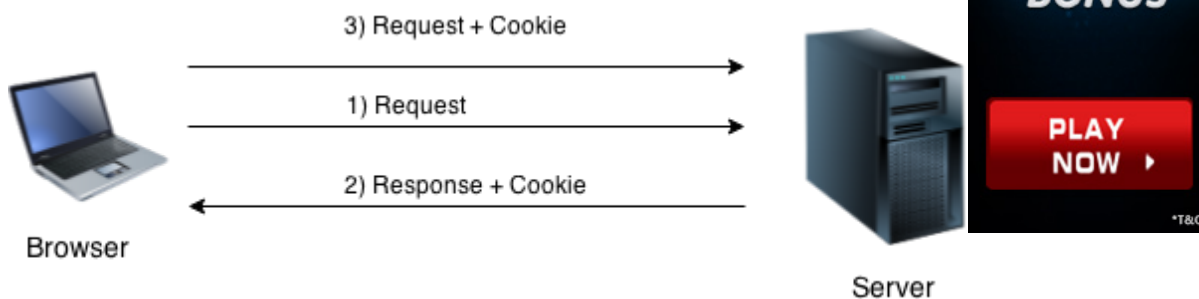 3) Request + Cookie
1) Request
2) Response + Cookie
Browser
Server
BONUS
PLAY
NOW